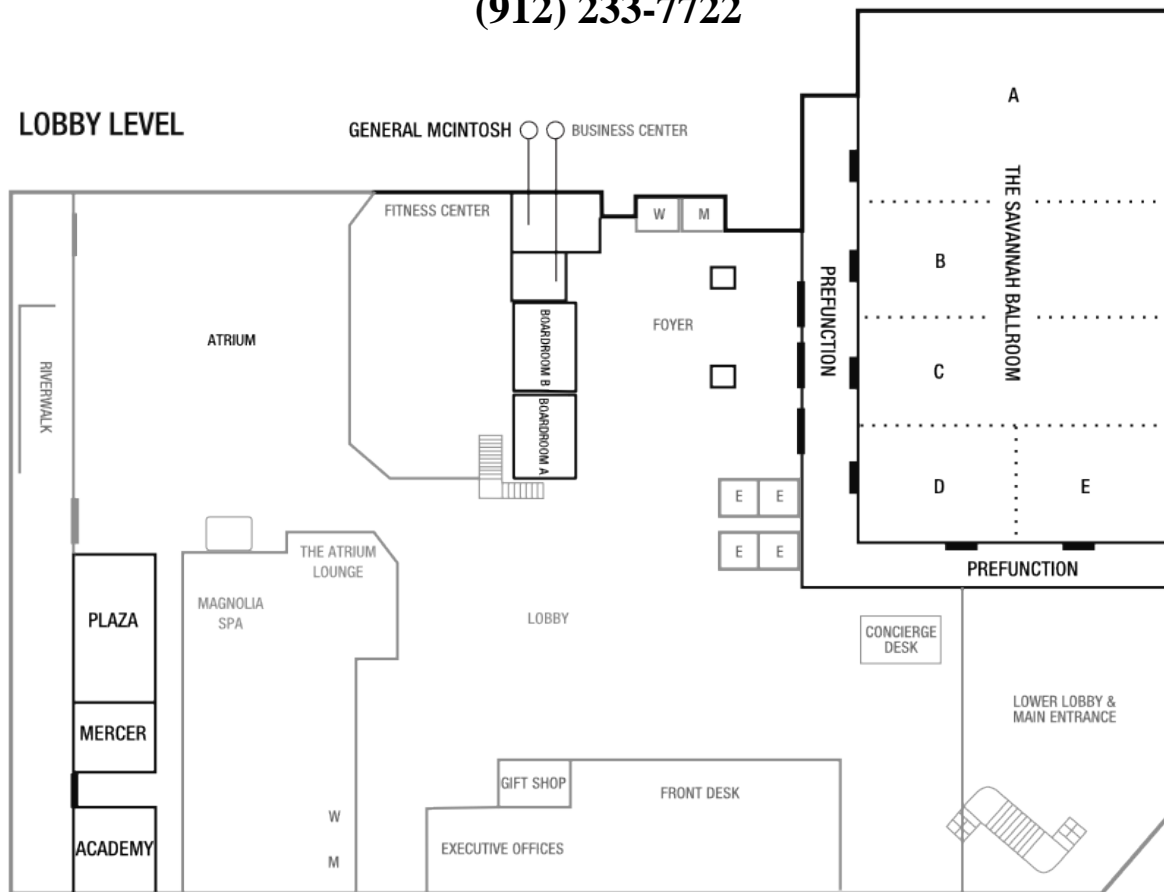 (912) 233-7722
LOBBY LEVEL
GENERAL MCINTOSH
BUSINESS CENTER
A
FITNESS CENTER
W
M
THE SAVANNAH BALLROOM
B
PREFUNCTION
FOYER
BOARDROOM B
ATRIUM
RIVERWALK
C
BOARDROOM A
D
E
E
E
E
E
THE ATRIUM
LOUNGE
PREFUNCTION
MAGNOLIA
SPA
PLAZA
LOBBY
CONCIERGE
DESK
LOWER LOBBY &
MAIN ENTRANCE
MERCER
GIFT SHOP
FRONT DESK
W
ACADEMY
EXECUTIVE OFFICES
M